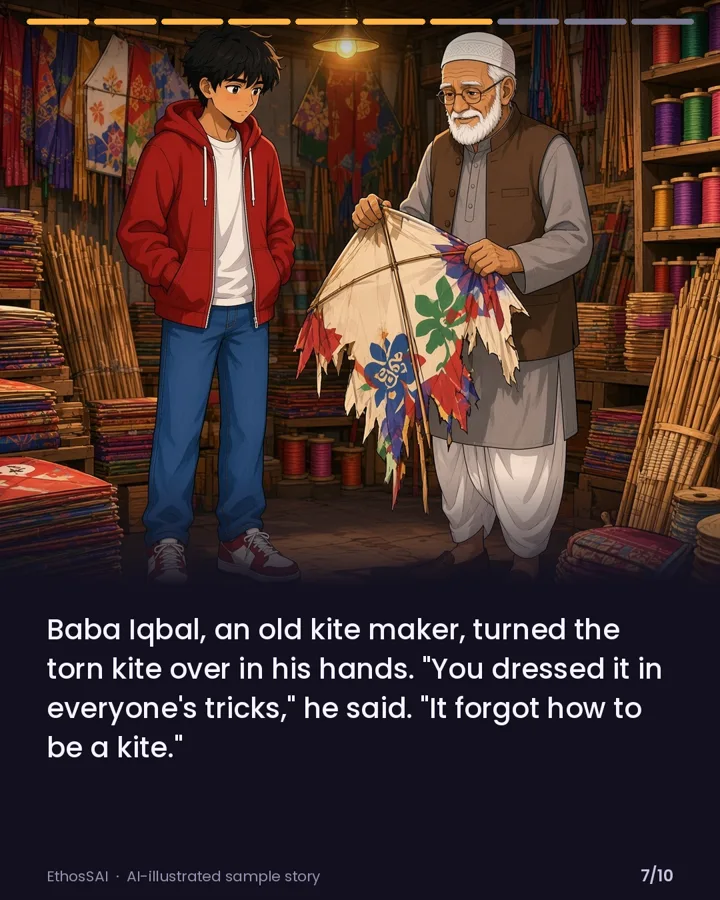 Baba Iqbal, an old kite maker, turned the
torn kite over in his hands. "You dressed it in
everyone's tricks," he said. "It forgot how to
be a kite."
EthosSAI · AI-illustrated sample story
7/10